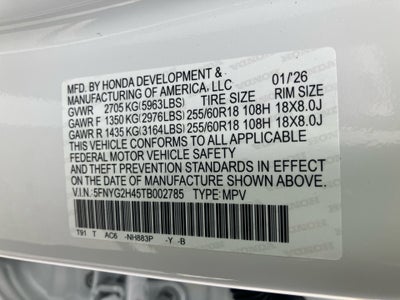 MFD. BY HONDA DEVELOPMENT &
MANUFACTURING OF AMERICA, LLC 01/'26
GVWR 2705 KG(5963LBS) TIRE SIZE RIM SIZE
GAWR F 1350 KG(2976LBS) 255/60R18 108H 18X8.0J
GAWR R 1435 KG(3164LBS) 255/60R18 108H 18X8.0J
THIS VEHICLE CONFORMS TO ALL APPLICABLE
FEDERAL MOTOR VEHICLE SAFETY
AND THEFT PREVENTION STANDARDS IN EFFECT
ON THE DATE OF MANUFACTURE SHOWN ABOVE.
V.I.N.: 5FNYG2H45TB002785 TYPE: MPV
T91 T AC6 -NH883P -Y -B